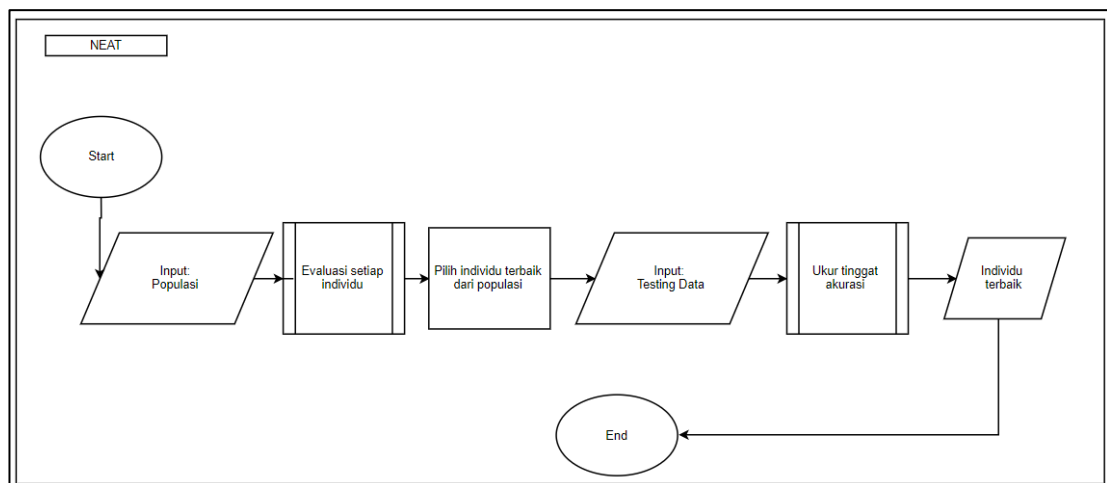 NEAT
Start
Input:
Populasi
Evaluasi setiap
individu
Pilih individu terbaik
dari populasi
Input:
Testing Data
Ukur tinggat
akurasi
Individu
terbaik
End